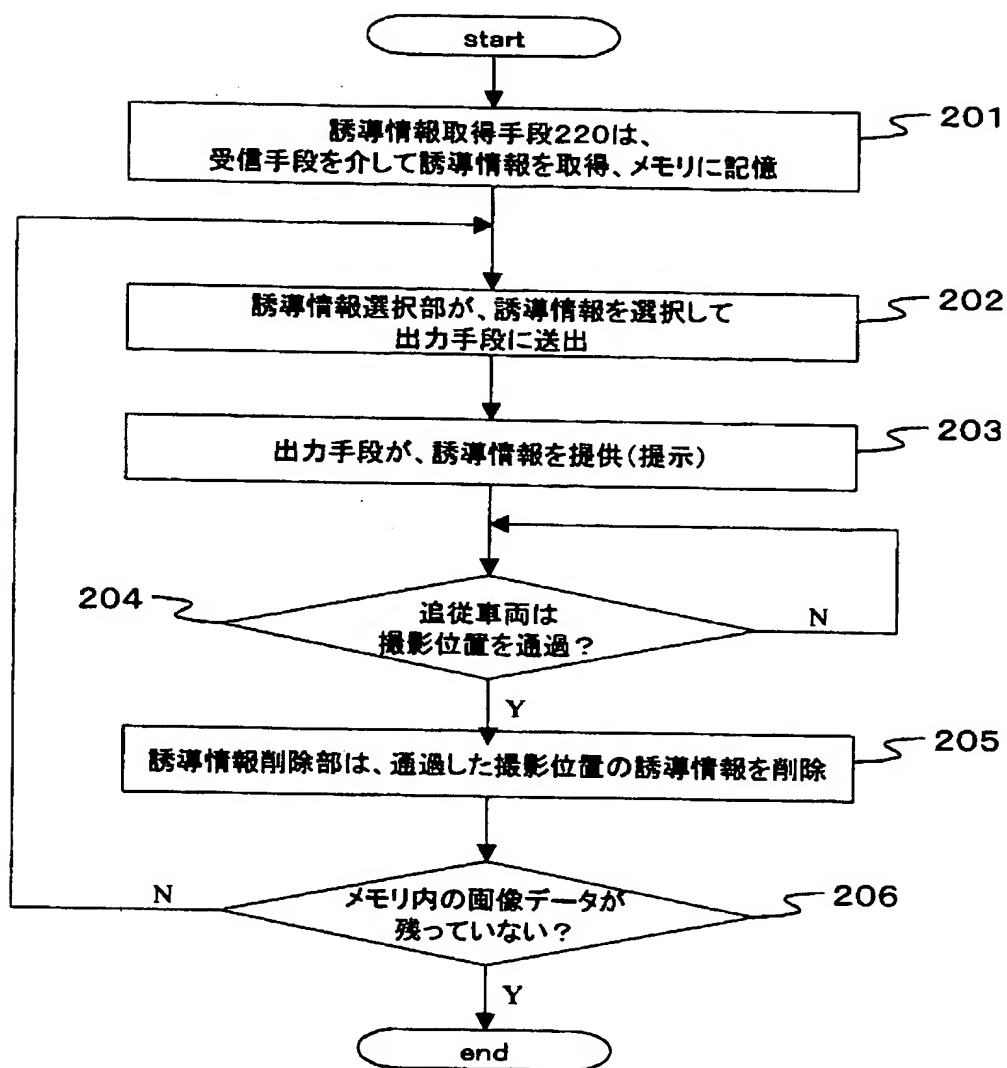 start
誘導情報取得手段220は、
受信手段を介して誘導情報を取得、メモリに記憶
201
誘導情報選択部が、誘導情報を選択して
出力手段に送出
202
出力手段が、誘導情報を提供(提示)
203
追従車両は
撮影位置を通過?
204
N
Y
誘導情報削除部は、通過した撮影位置の誘導情報を削除
205
メモリ内の画像データが
残っていない?
206
N
Y
end